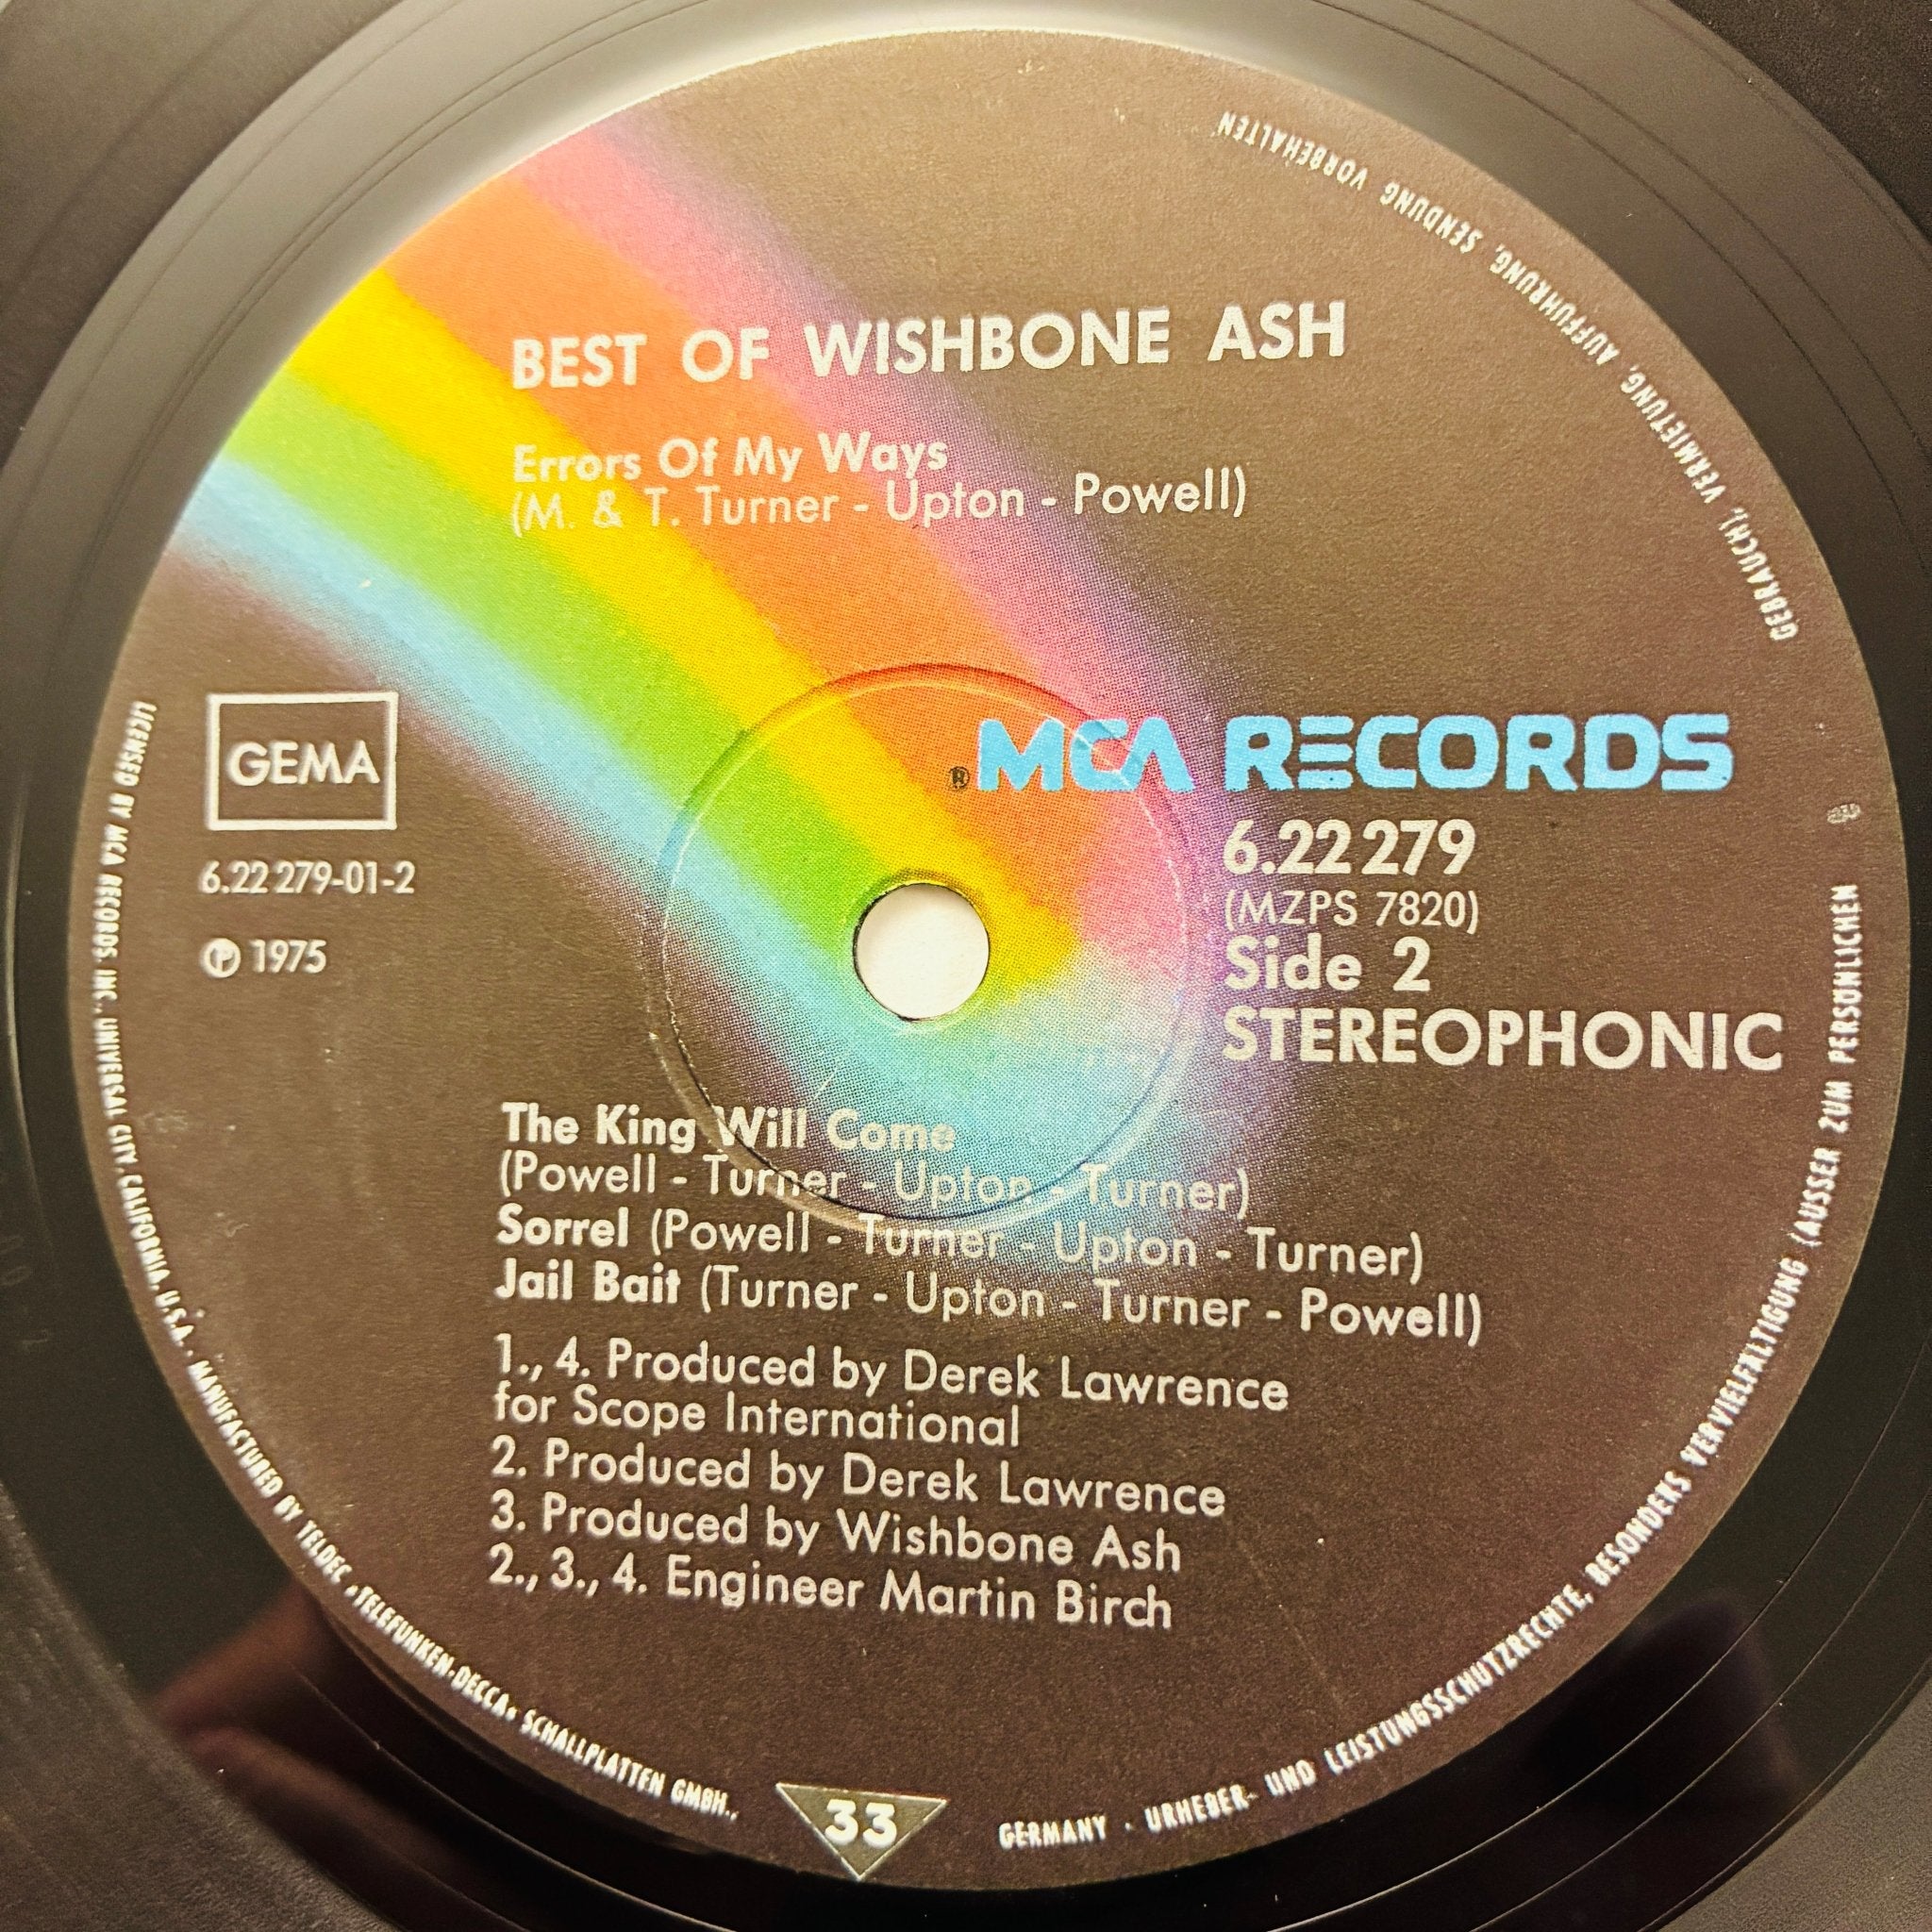 BEST OF WISHBONE ASH
Errors Of My Ways
(M. & T. Turner - Upton - Powell)
GEMA
6.22 279-01-2
℗ 1975
® MCA RECORDS
6.22 279
(MZPS 7820)
Side 2
STEREOPHONIC
The King Will Come
(Powell - Turner - Upton - Turner)
Sorrel (Powell - Turner - Upton - Turner)
Jail Bait (Turner - Upton - Turner - Powell)
1., 4. Produced by Derek Lawrence
for Scope International
2. Produced by Derek Lawrence
3. Produced by Wishbone Ash
2., 3., 4. Engineer Martin Birch
33
LICENSED BY MCA RECORDS, INC. UNIVERSAL CITY, CALIFORNIA, U.S.A. · MANUFACTURED BY TELDEC »TELEFUNKEN-DECCA« SCHALLPLATTEN GMBH., GERMANY · URHEBER- UND LEISTUNGSSCHUTZRECHTE, BESONDERS VERVIELFÄLTIGUNG (AUSSER ZUM PERSÖNLICHEN GEBRAUCH), VERMIETUNG, AUFFÜHRUNG, SENDUNG VORBEHALTEN